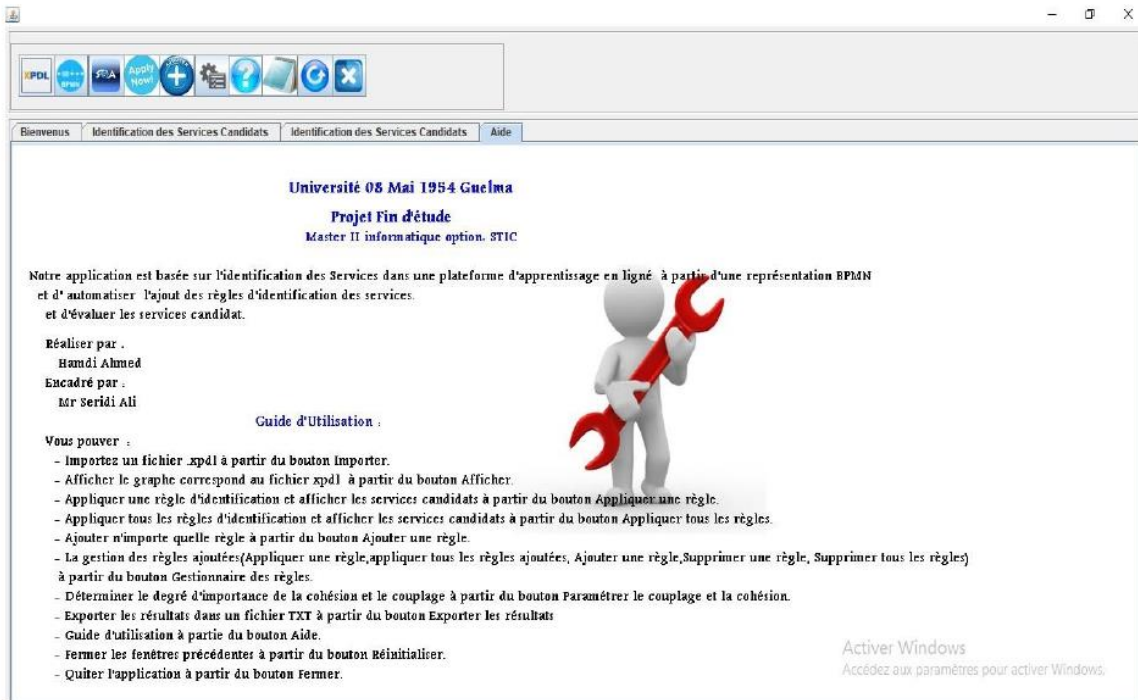 XPDL BPMN SOA Apply Now!
Bienvenus Identification des Services Candidats Identification des Services Candidats Aide
Université 08 Mai 1954 Guelma
Projet Fin d'étude
Master II informatique option. STIC
Notre application est basée sur l'identification des Services dans une plateforme d'apprentissage en ligné à partir d'une représentation BPMN
et d' automatiser l'ajout des règles d'identification des services.
et d'évaluer les services candidat.
Réaliser par .
Hamdi Ahmed
Encadré par :
Mr Seridi Ali
Guide d'Utilisation :
Vous pouver :
- Importez un fichier .xpdl à partir du bouton Importer.
- Afficher le graphe correspond au fichier xpdl à partir du bouton Afficher.
- Appliquer une règle d'identification et afficher les services candidats à partir du bouton Appliquer une règle.
- Appliquer tous les règles d'identification et afficher les services candidats à partir du bouton Appliquer tous les règles.
- Ajouter n'importe quelle règle à partir du bouton Ajouter une règle.
- La gestion des règles ajoutées(Appliquer une règle,appliquer tous les règles ajoutées, Ajouter une règle,Supprimer une règle, Supprimer tous les règles)
à partir du bouton Gestionnaire des règles.
- Déterminer le degré d'importance de la cohésion et le couplage à partir du bouton Paramétrer le couplage et la cohésion.
- Exporter les résultats dans un fichier TXT à partir du bouton Exporter les résultats
- Guide d'utilisation à partie du bouton Aide.
- Fermer les fenêtres précédentes à partir du bouton Réinitialiser.
- Quiter l'application à partir du bouton Fermer.
Activer Windows
Accédez aux paramètres pour activer Windows.